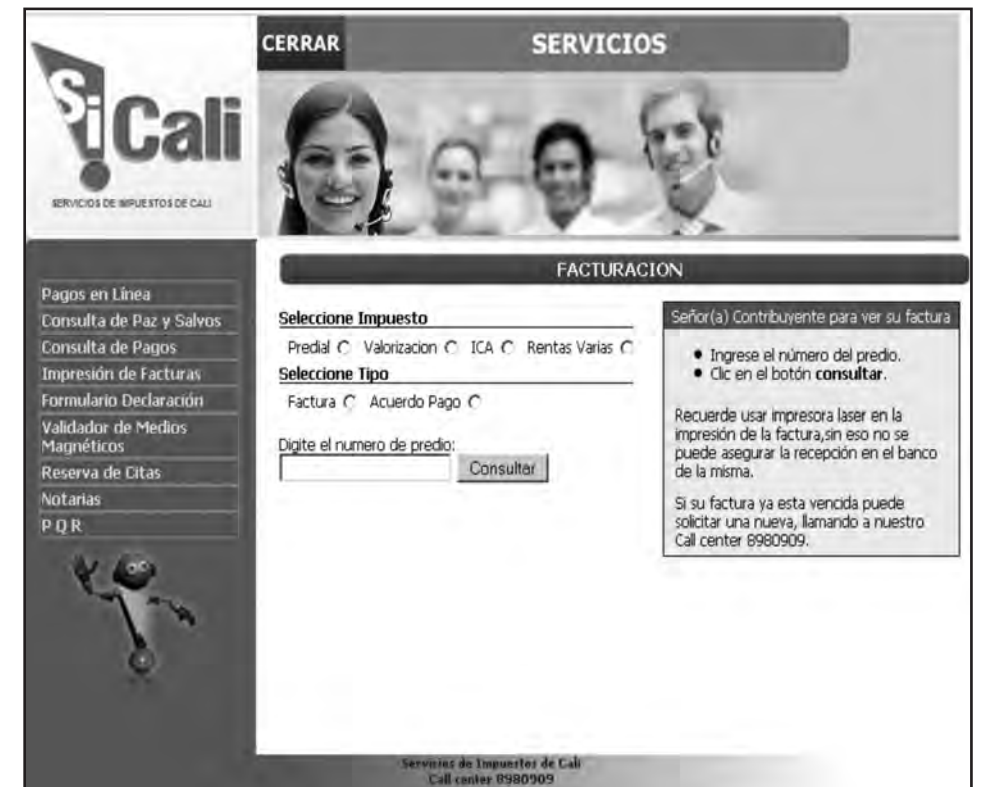 Si Cali
SERVICIOS DE IMPUESTOS DE CALI
CERRAR
SERVICIOS
Pagos en Línea
Consulta de Paz y Salvos
Consulta de Pagos
Impresión de Facturas
Formulario Declaración
Validador de Medios
Magnéticos
Reserva de Citas
Notarias
P Q R
FACTURACION
Seleccione Impuesto
Predial Valorizacion ICA Rentas Varias
Seleccione Tipo
Factura Acuerdo Pago
Digite el numero de predio:
Consultar
Señor(a) Contribuyente para ver su factura
• Ingrese el número del predio.
• Clic en el botón consultar.
Recuerde usar impresora laser en la
impresión de la factura,sin eso no se
puede asegurar la recepción en el banco
de la misma.
Si su factura ya esta vencida puede
solicitar una nueva, llamando a nuestro
Call center 8980909.
Servicios de Impuestos de Cali
Call center 8980909